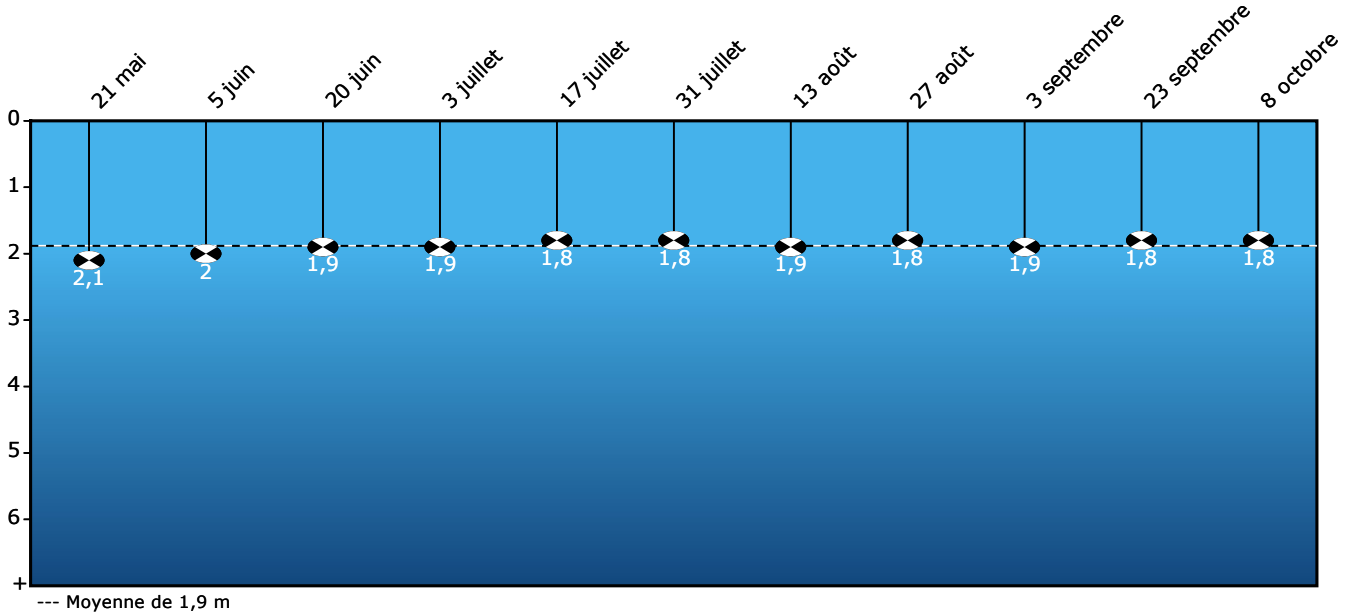 21 mai
5 juin
20 juin
3 juillet
17 juillet
31 juillet
13 août
27 août
3 septembre
23 septembre
8 octobre
0
1
2
3
4
5
6
+
2,1
2
1,9
1,9
1,8
1,8
1,9
1,8
1,9
1,8
1,8
--- Moyenne de 1,9 m